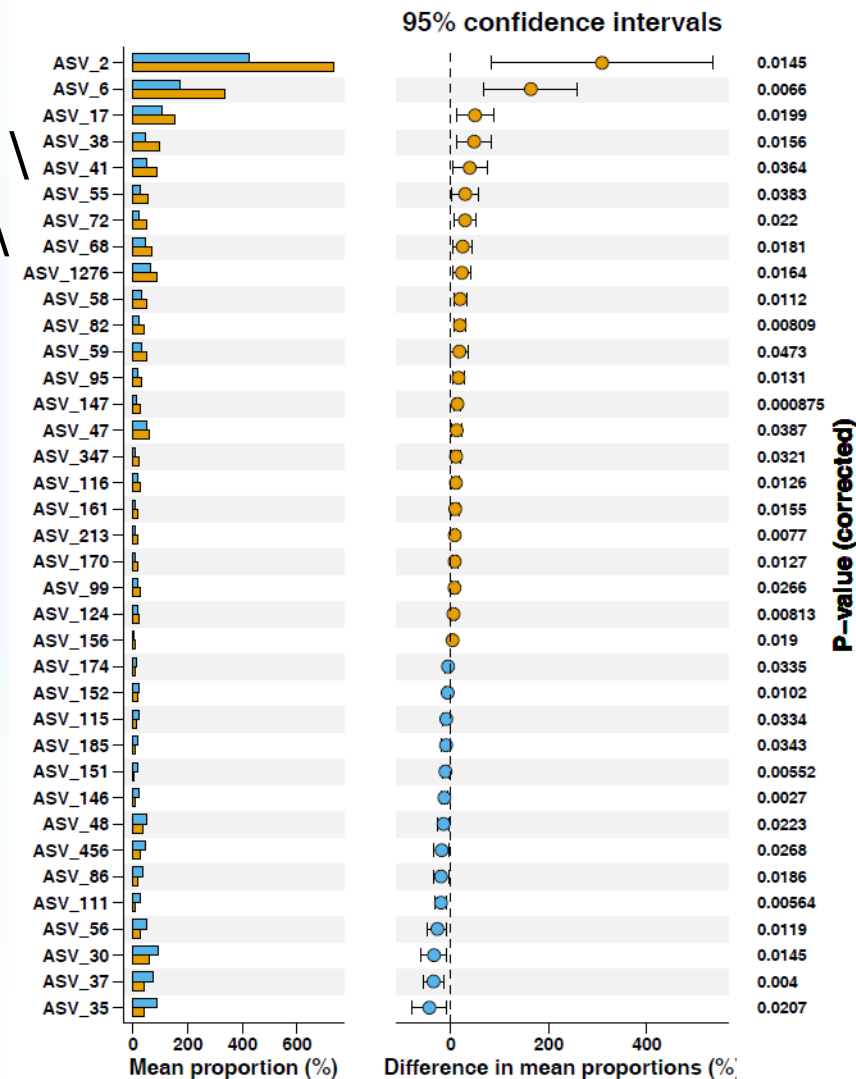 95% confidence intervals
ASV_2 0.0145
ASV_6 0.0066
ASV_17 0.0199
ASV_38 0.0156
\
ASV_41 0.0364
ASV_55 0.0383
ASV_72 0.022
\
ASV_68 0.0181
ASV_1276 0.0164
ASV_58 0.0112
ASV_82 0.00809
ASV_59 0.0473
ASV_95 0.0131
ASV_147 0.000875
ASV_47 0.0387
ASV_347 0.0321
ASV_116 0.0126
ASV_161 0.0155
ASV_213 0.0077
ASV_170 0.0127
ASV_99 0.0266
ASV_124 0.00813
ASV_156 0.019
ASV_174 0.0335
ASV_152 0.0102
ASV_115 0.0334
ASV_185 0.0343
ASV_151 0.00552
ASV_146 0.0027
ASV_48 0.0223
ASV_456 0.0268
ASV_86 0.0186
ASV_111 0.00564
ASV_56 0.0119
ASV_30 0.0145
ASV_37 0.004
ASV_35 0.0207
P-value (corrected)
0 200 400 600 0 200 400
Mean proportion (%) Difference in mean proportions (%)